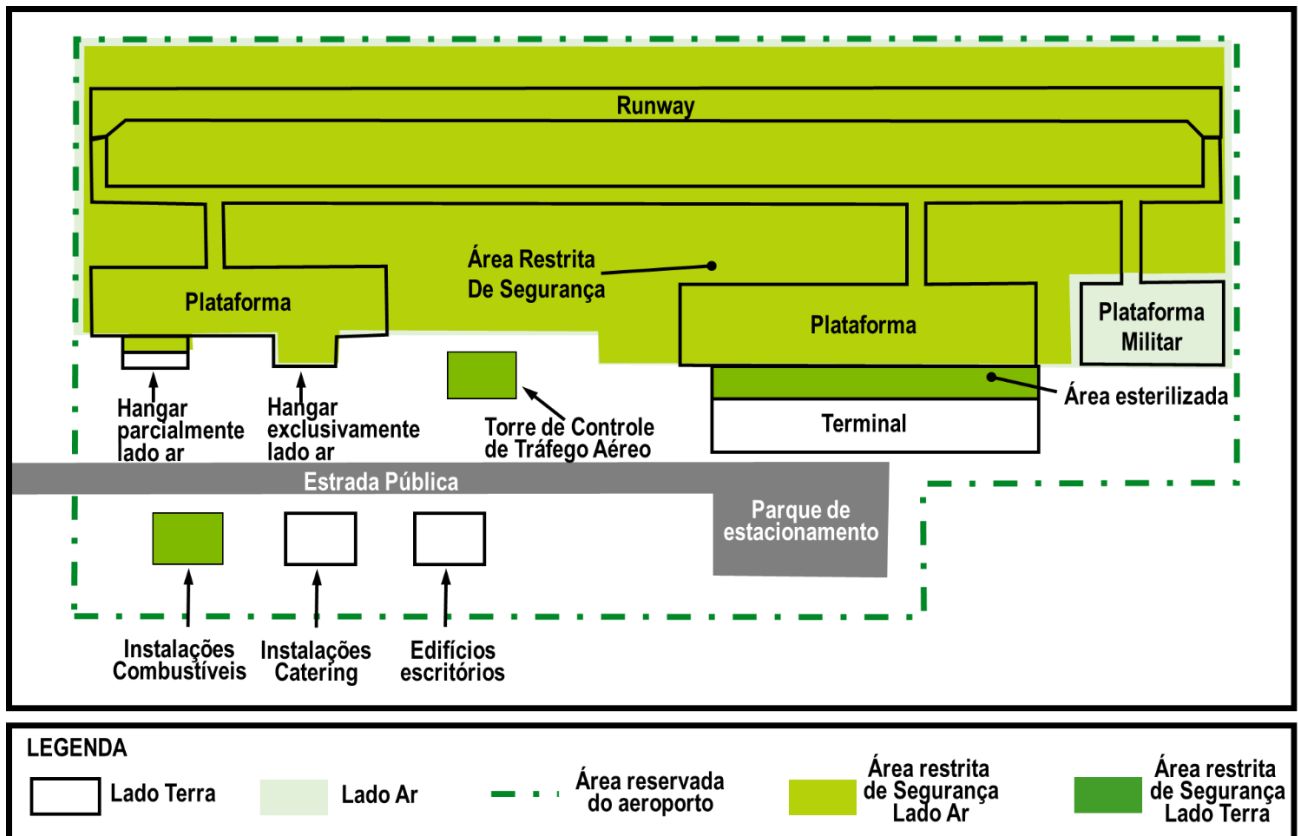 Runway
Área Restrita
De Segurança
Plataforma
Plataforma
Plataforma
Militar
Hangar
parcialmente
lado ar
Hangar
exclusivamente
lado ar
Torre de Controle
de Tráfego Aéreo
Terminal
Área esterilizada
Estrada Pública
Parque de
estacionamento
Instalações
Combustíveis
Instalações
Catering
Edifícios
escritórios
LEGENDA
Lado Terra
Lado Ar
Área reservada
do aeroporto
Área restrita
de Segurança
Lado Ar
Área restrita
de Segurança
Lado Terra